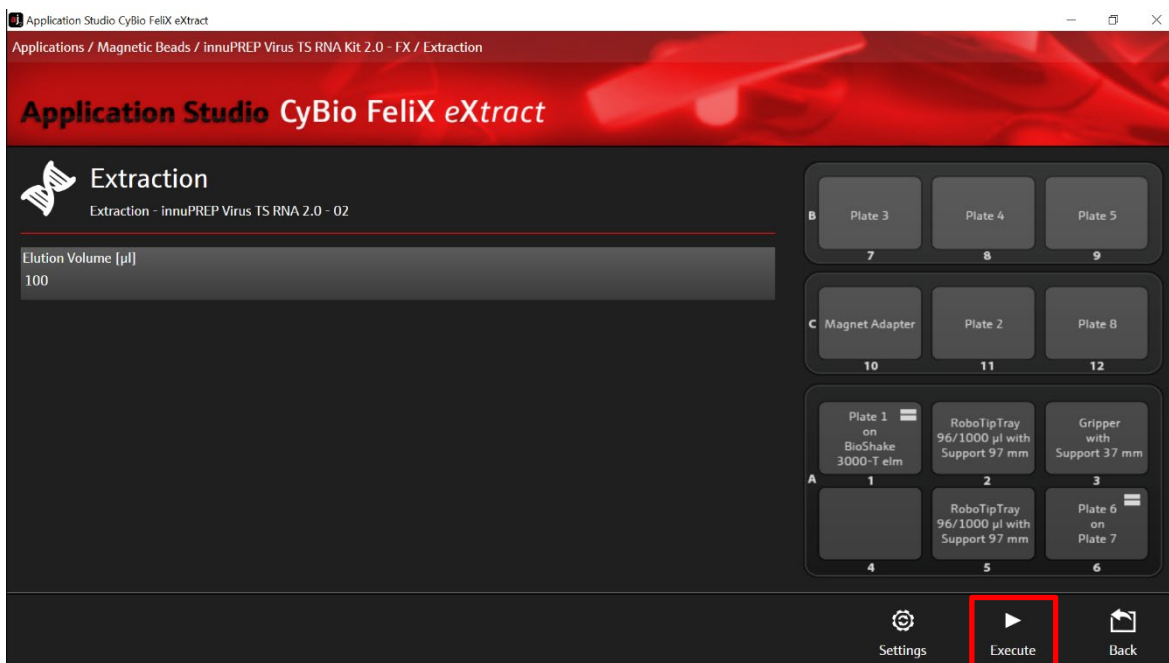 Application Studio CyBio FeliX eXtract
Applications / Magnetic Beads / innuPREP Virus TS RNA Kit 2.0 - FX / Extraction
Application Studio CyBio FeliX eXtract
Extraction
Extraction - innuPREP Virus TS RNA 2.0 - 02
Elution Volume [µl]
100
B
Plate 3
7
Plate 4
8
Plate 5
9
C
Magnet Adapter
10
Plate 2
11
Plate 8
12
A
Plate 1
on
BioShake
3000-T elm
1
RoboTipTray
96/1000 µl with
Support 97 mm
2
Gripper
with
Support 37 mm
3
4
RoboTipTray
96/1000 µl with
Support 97 mm
5
Plate 6
on
Plate 7
6
Settings
Execute
Back